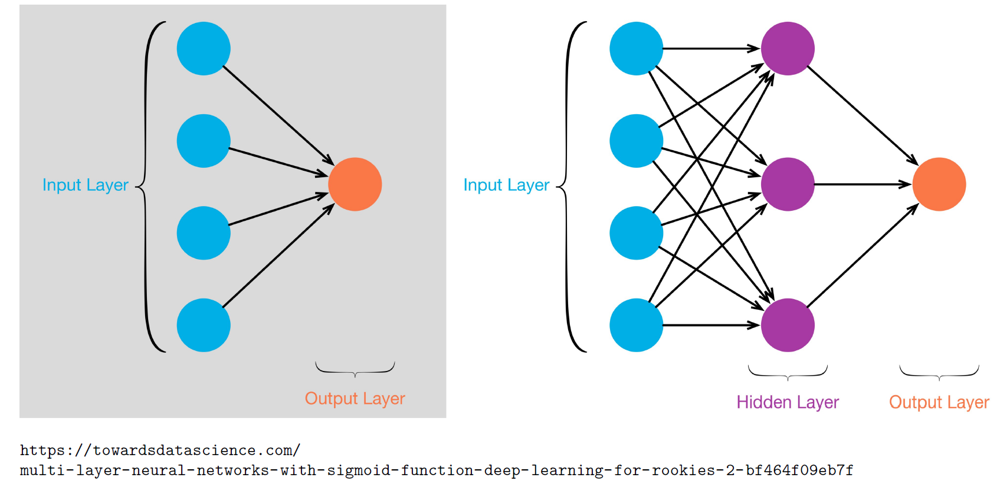 Input Layer
Output Layer
Input Layer
Hidden Layer
Output Layer
https://towardsdatascience.com/
multi-layer-neural-networks-with-sigmoid-function-deep-learning-for-rookies-2-bf464f09eb7f